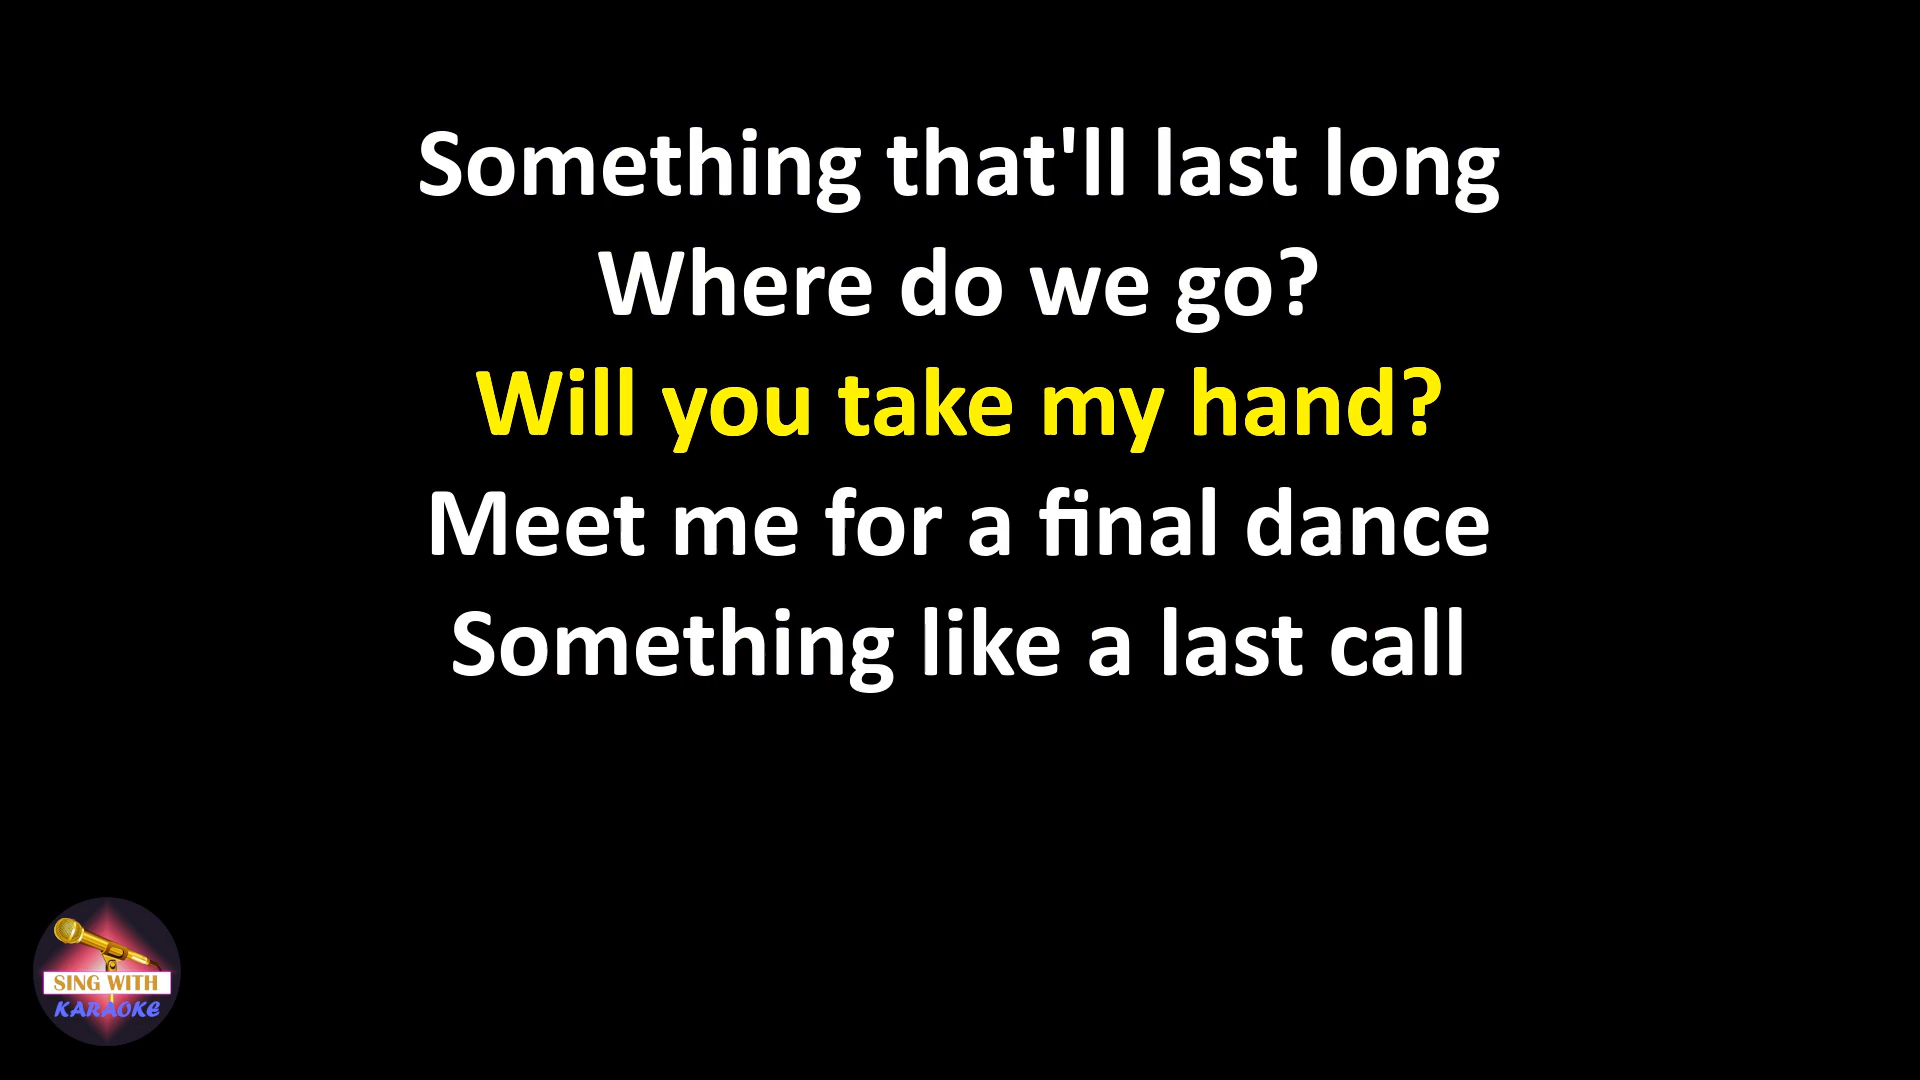 Something that'll last long
Where do we go?
Will you take my hand?
Meet me for a final dance
Something like a last call
SING WITH
KARAOKE